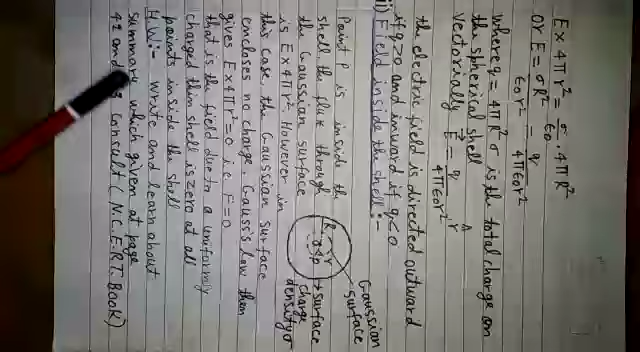 E × 4πr² = σ/ε0 · 4πR²
or E = σR²/ε0r² = q/4πε0r²
where q = 4πR²σ is the total charge on
the spherical shell
vectorially E⃗ = q/4πε0r² r̂
the electric field is directed outward
if q>0 and inward if q<0
ii) Field inside the shell:-
Point P is inside the
shell. The flux through
the Gaussian surface
is E×4πr². However in
this case, the Gaussian surface
encloses no charge. Gauss's law then
gives E×4πr²=0 i.e, E=0
that is the field due to a uniformly
charged thin shell is zero at all
points inside the shell
H.W:- write and learn about
summary which given at page
42 and consult (N.C.E.R.T. BOOK)
Gaussian
surface
surface
charge
density σ